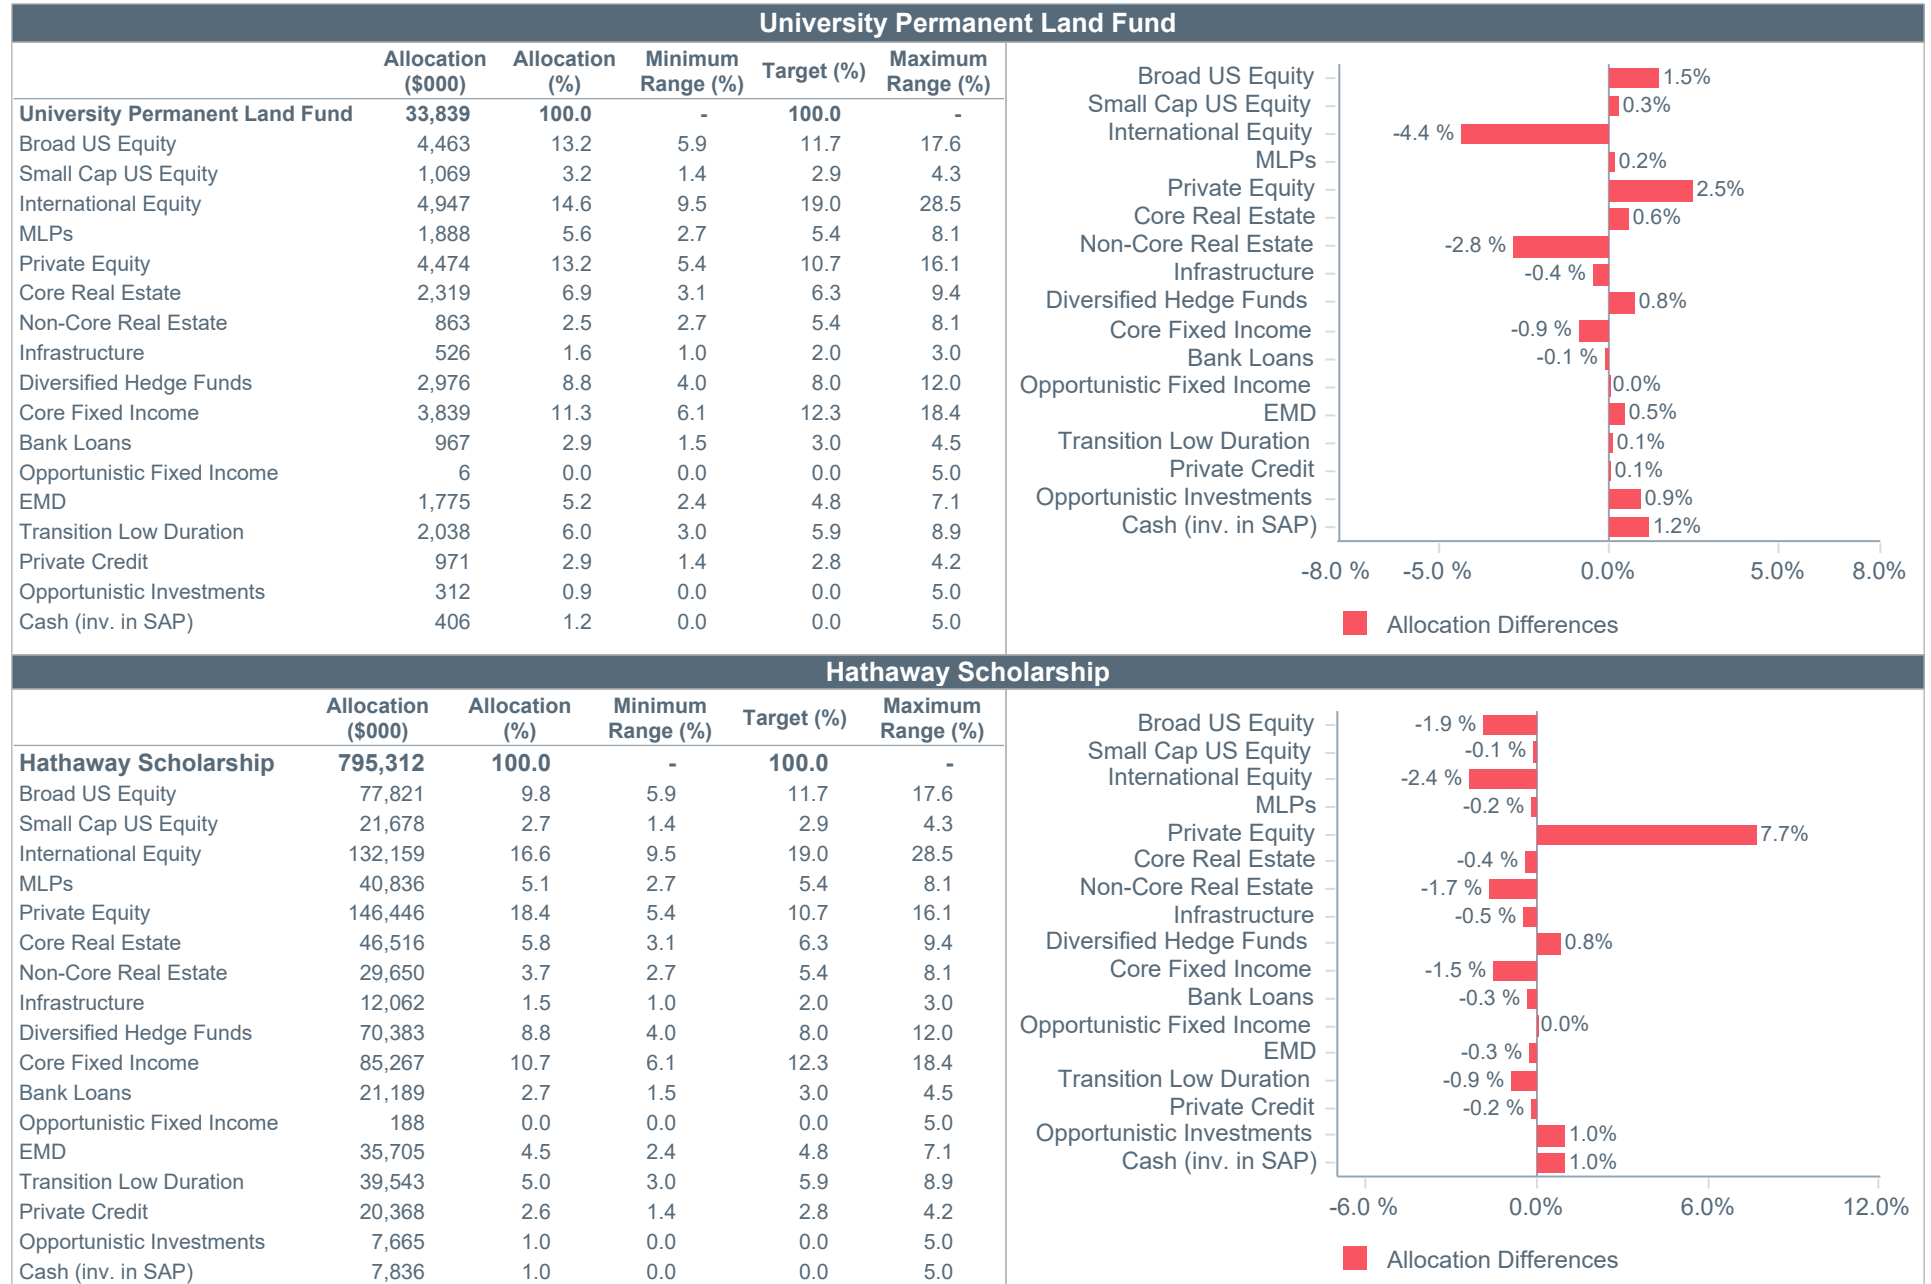 University Permanent Land Fund
Allocation ($000) Allocation (%) Minimum Range (%) Target (%) Maximum Range (%)
University Permanent Land Fund 33,839 100.0 - 100.0 -
Broad US Equity 4,463 13.2 5.9 11.7 17.6
Small Cap US Equity 1,069 3.2 1.4 2.9 4.3
International Equity 4,947 14.6 9.5 19.0 28.5
MLPs 1,888 5.6 2.7 5.4 8.1
Private Equity 4,474 13.2 5.4 10.7 16.1
Core Real Estate 2,319 6.9 3.1 6.3 9.4
Non-Core Real Estate 863 2.5 2.7 5.4 8.1
Infrastructure 526 1.6 1.0 2.0 3.0
Diversified Hedge Funds 2,976 8.8 4.0 8.0 12.0
Core Fixed Income 3,839 11.3 6.1 12.3 18.4
Bank Loans 967 2.9 1.5 3.0 4.5
Opportunistic Fixed Income 6 0.0 0.0 0.0 5.0
EMD 1,775 5.2 2.4 4.8 7.1
Transition Low Duration 2,038 6.0 3.0 5.9 8.9
Private Credit 971 2.9 1.4 2.8 4.2
Opportunistic Investments 312 0.9 0.0 0.0 5.0
Cash (inv. in SAP) 406 1.2 0.0 0.0 5.0
Broad US Equity 1.5%
Small Cap US Equity 0.3%
International Equity -4.4 %
MLPs 0.2%
Private Equity 2.5%
Core Real Estate 0.6%
Non-Core Real Estate -2.8 %
Infrastructure -0.4 %
Diversified Hedge Funds 0.8%
Core Fixed Income -0.9 %
Bank Loans -0.1 %
Opportunistic Fixed Income 0.0%
EMD 0.5%
Transition Low Duration 0.1%
Private Credit 0.1%
Opportunistic Investments 0.9%
Cash (inv. in SAP) 1.2%
-8.0 % -5.0 % 0.0% 5.0% 8.0%
Allocation Differences
Hathaway Scholarship
Allocation ($000) Allocation (%) Minimum Range (%) Target (%) Maximum Range (%)
Hathaway Scholarship 795,312 100.0 - 100.0 -
Broad US Equity 77,821 9.8 5.9 11.7 17.6
Small Cap US Equity 21,678 2.7 1.4 2.9 4.3
International Equity 132,159 16.6 9.5 19.0 28.5
MLPs 40,836 5.1 2.7 5.4 8.1
Private Equity 146,446 18.4 5.4 10.7 16.1
Core Real Estate 46,516 5.8 3.1 6.3 9.4
Non-Core Real Estate 29,650 3.7 2.7 5.4 8.1
Infrastructure 12,062 1.5 1.0 2.0 3.0
Diversified Hedge Funds 70,383 8.8 4.0 8.0 12.0
Core Fixed Income 85,267 10.7 6.1 12.3 18.4
Bank Loans 21,189 2.7 1.5 3.0 4.5
Opportunistic Fixed Income 188 0.0 0.0 0.0 5.0
EMD 35,705 4.5 2.4 4.8 7.1
Transition Low Duration 39,543 5.0 3.0 5.9 8.9
Private Credit 20,368 2.6 1.4 2.8 4.2
Opportunistic Investments 7,665 1.0 0.0 0.0 5.0
Cash (inv. in SAP) 7,836 1.0 0.0 0.0 5.0
Broad US Equity -1.9 %
Small Cap US Equity -0.1 %
International Equity -2.4 %
MLPs -0.2 %
Private Equity 7.7%
Core Real Estate -0.4 %
Non-Core Real Estate -1.7 %
Infrastructure -0.5 %
Diversified Hedge Funds 0.8%
Core Fixed Income -1.5 %
Bank Loans -0.3 %
Opportunistic Fixed Income 0.0%
EMD -0.3 %
Transition Low Duration -0.9 %
Private Credit -0.2 %
Opportunistic Investments 1.0%
Cash (inv. in SAP) 1.0%
-6.0 % 0.0% 6.0% 12.0%
Allocation Differences